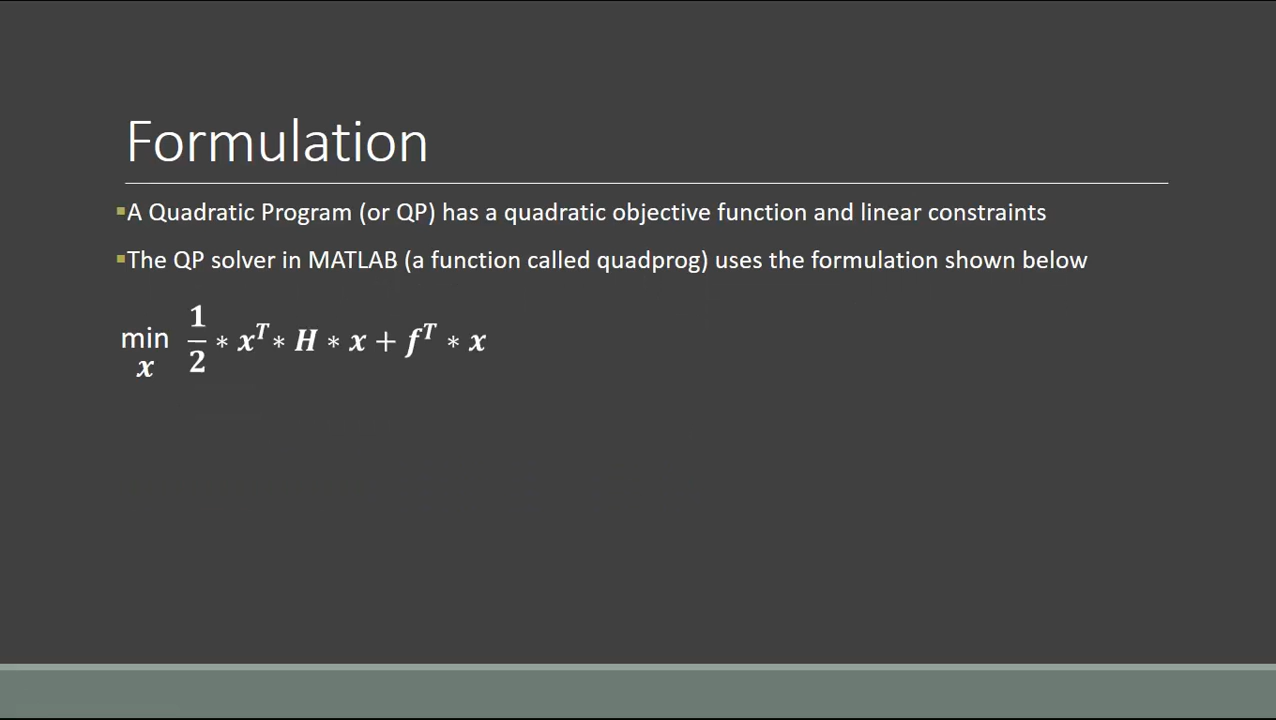 Formulation
▪A Quadratic Program (or QP) has a quadratic objective function and linear constraints
▪The QP solver in MATLAB (a function called quadprog) uses the formulation shown below
min_x 1/2 * x^T * H * x + f^T * x